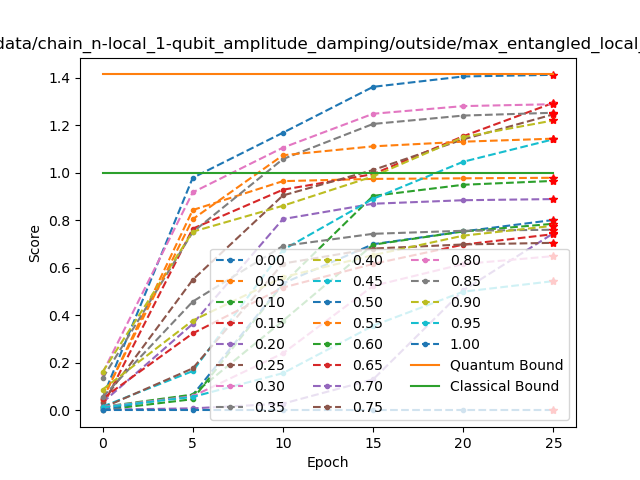 data/chain_n-local_1-qubit_amplitude_damping/outside/max_entangled_local_
Score
1.4
1.2
1.0
0.8
0.6
0.4
0.2
0.0
0.00 0.40 0.80
0.05 0.45 0.85
0.10 0.50 0.90
0.15 0.55 0.95
0.20 0.60 1.00
0.25 0.65 Quantum Bound
0.30 0.70 Classical Bound
0.35 0.75
0 5 10 15 20 25
Epoch